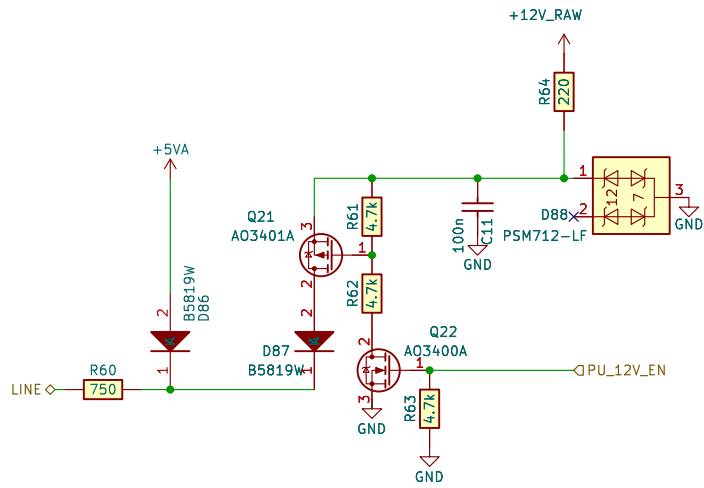 +12V_RAW
R64
220
+5VA
1
12
7
3
D88
2
GND
PSM712-LF
Q21
AO3401A
3
R61
4.7k
1
100n
C11
GND
2
B5819W
D86
2
2
R62
4.7k
Q22
AO3400A
D87
B5819W
2
1
1
1
R60
750
LINE
3
GND
R63
4.7k
PU_12V_EN
GND